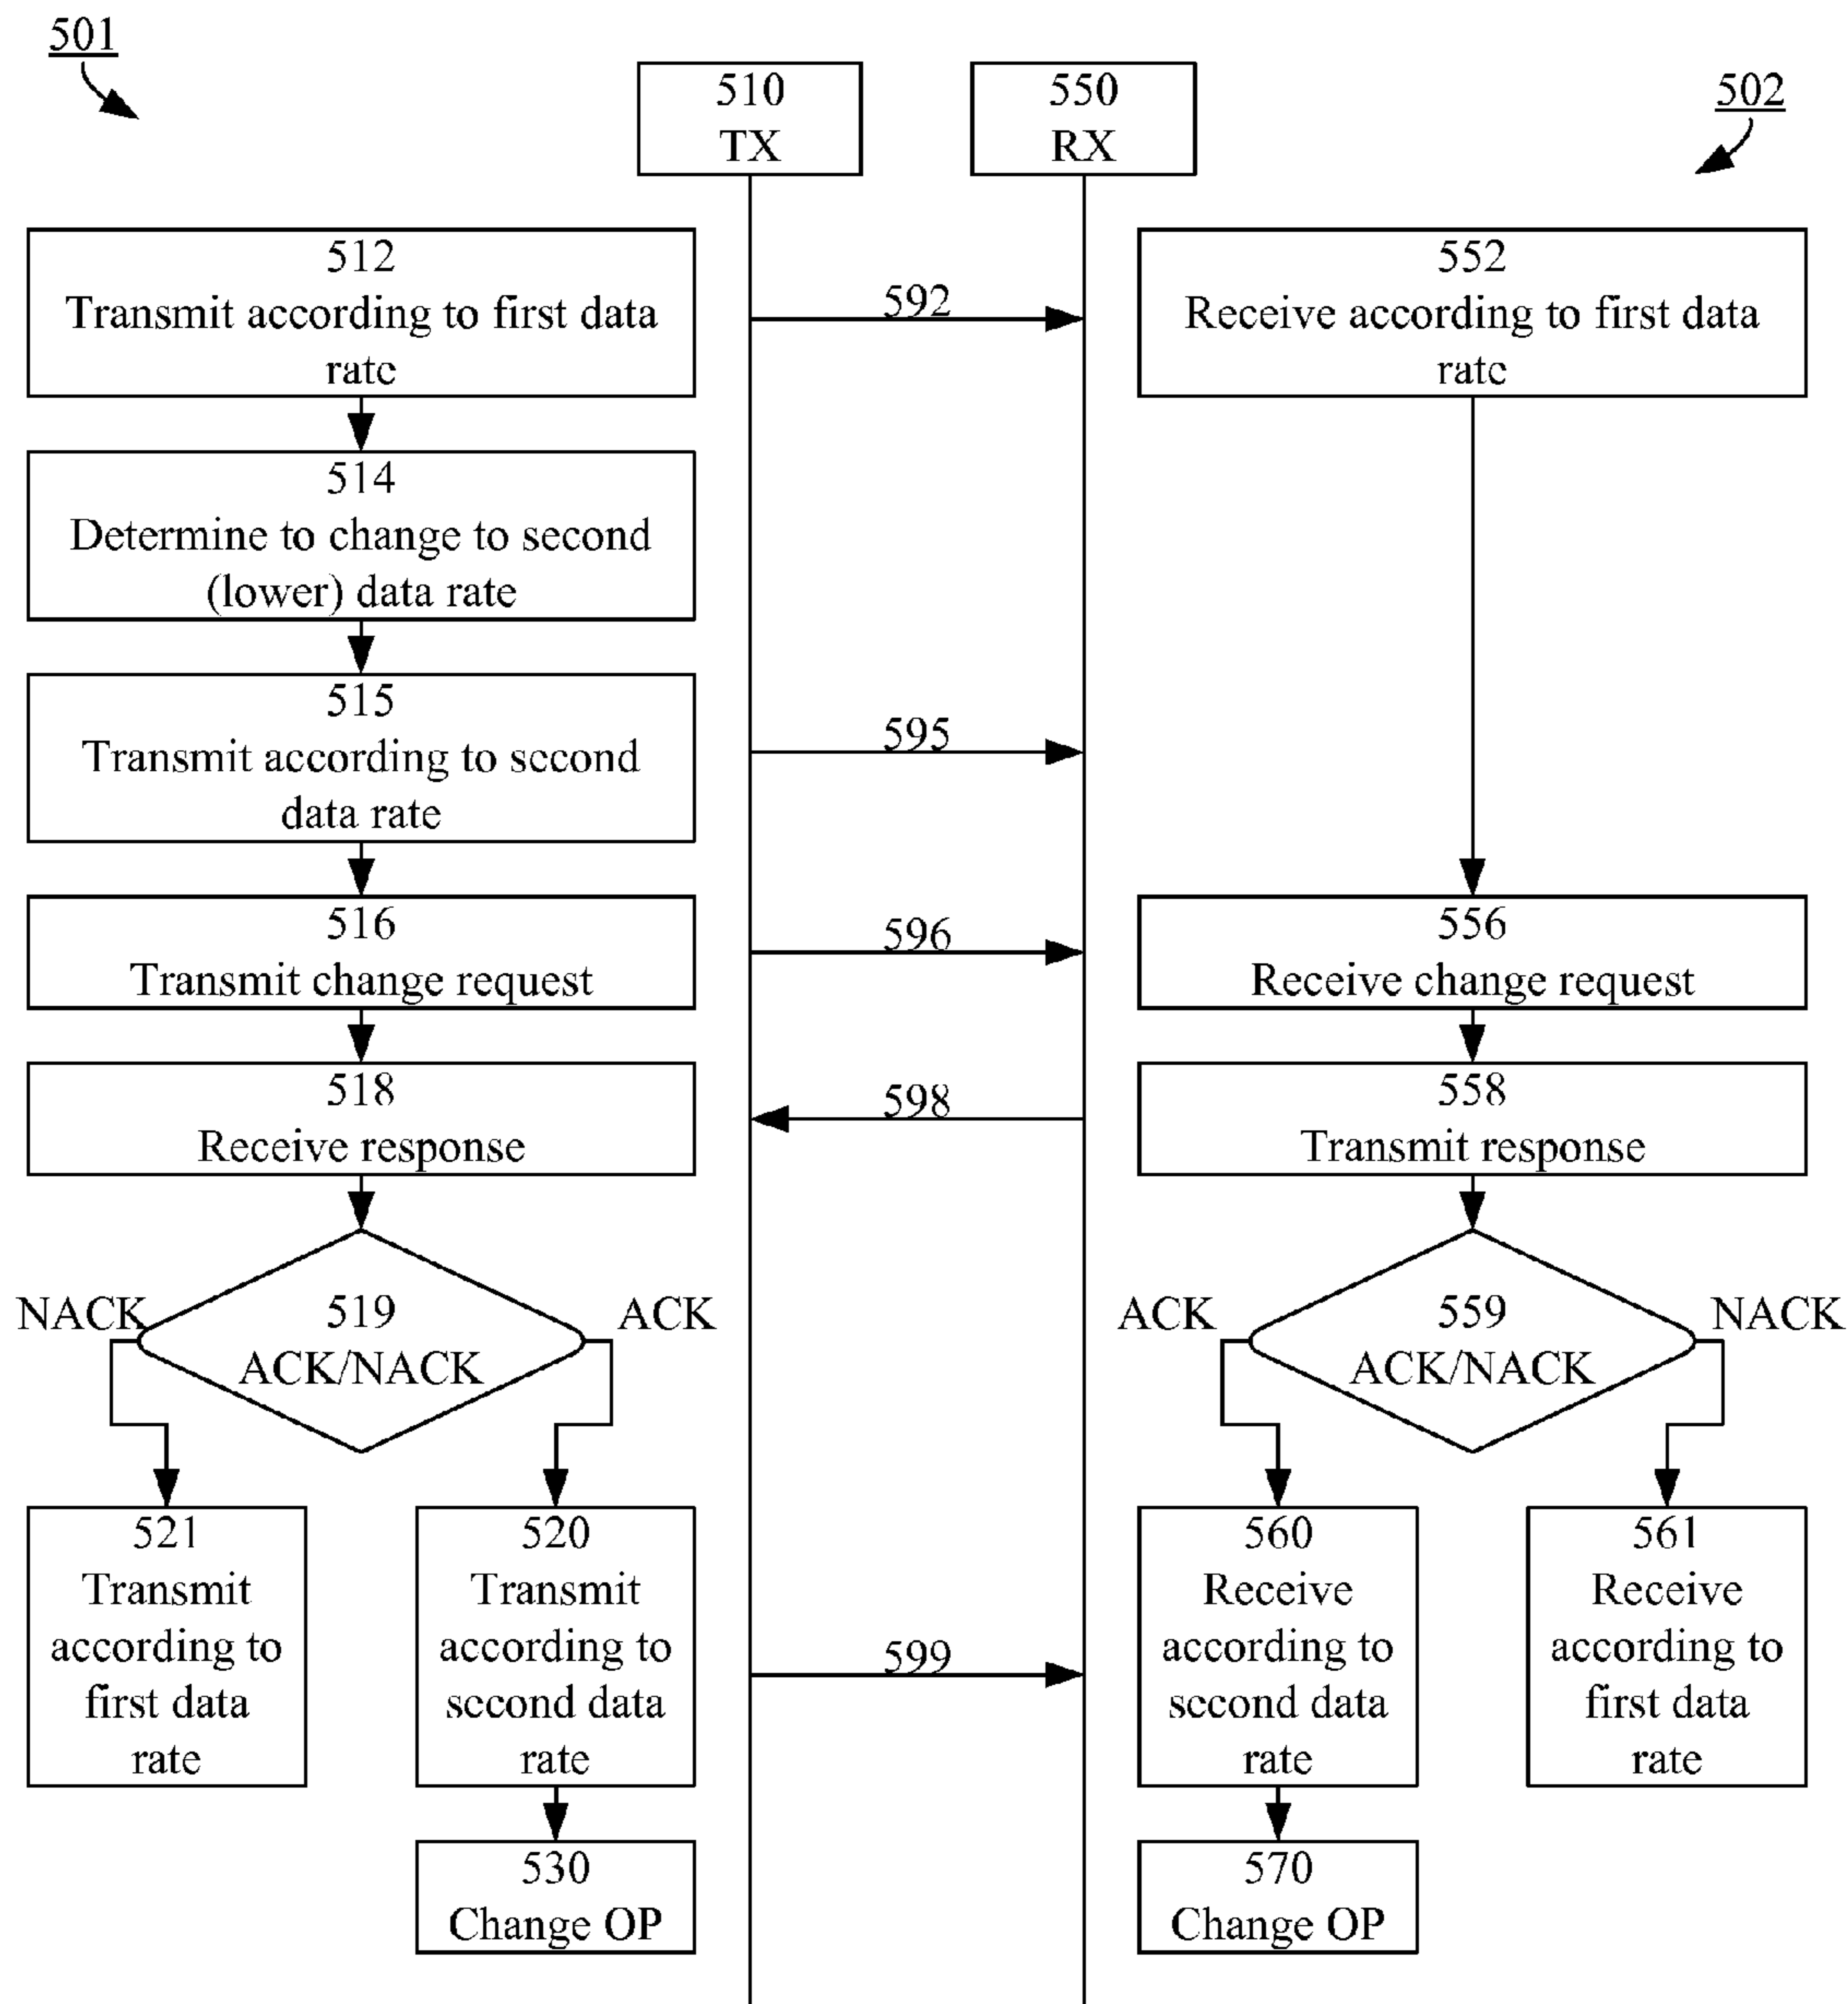 501
510
TX
550
RX
502
512
Transmit according to first data
rate
592
552
Receive according to first data
rate
514
Determine to change to second
(lower) data rate
515
Transmit according to second
data rate
595
516
Transmit change request
596
556
Receive change request
518
Receive response
598
558
Transmit response
NACK
519
ACK/NACK
ACK
ACK
559
ACK/NACK
NACK
521
Transmit
according to
first data
rate
520
Transmit
according to
second data
rate
599
560
Receive
according to
second data
rate
561
Receive
according to
first data
rate
530
Change OP
570
Change OP